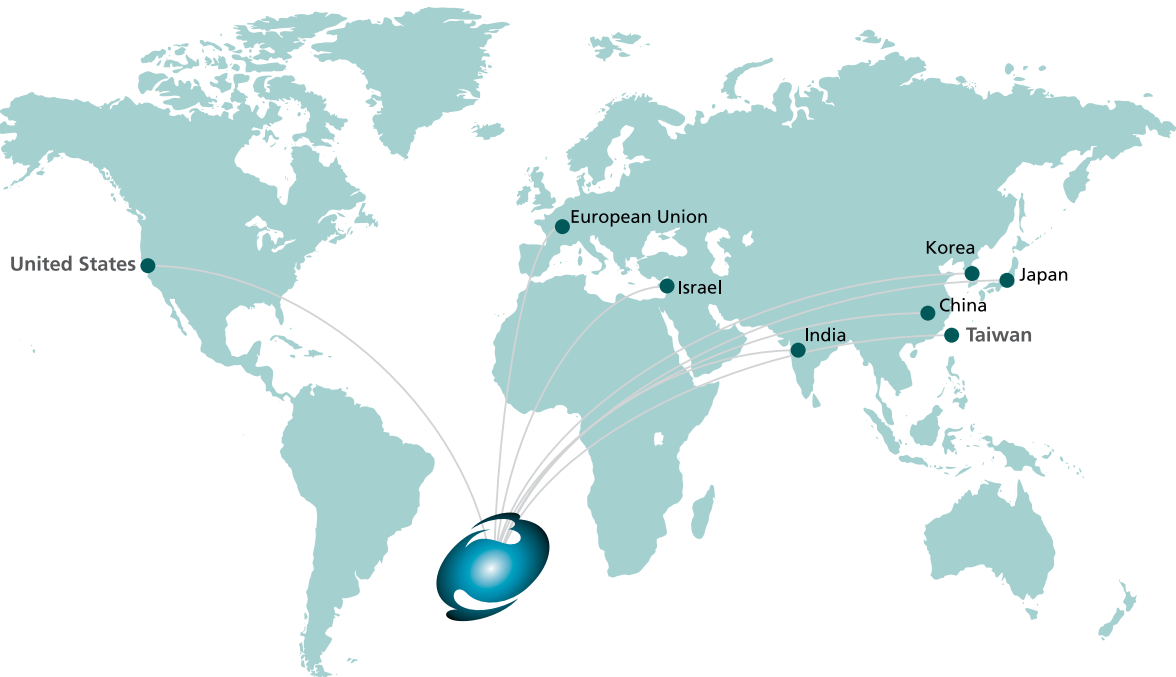 European Union
Korea
United States
Japan
Israel
China
India
Taiwan